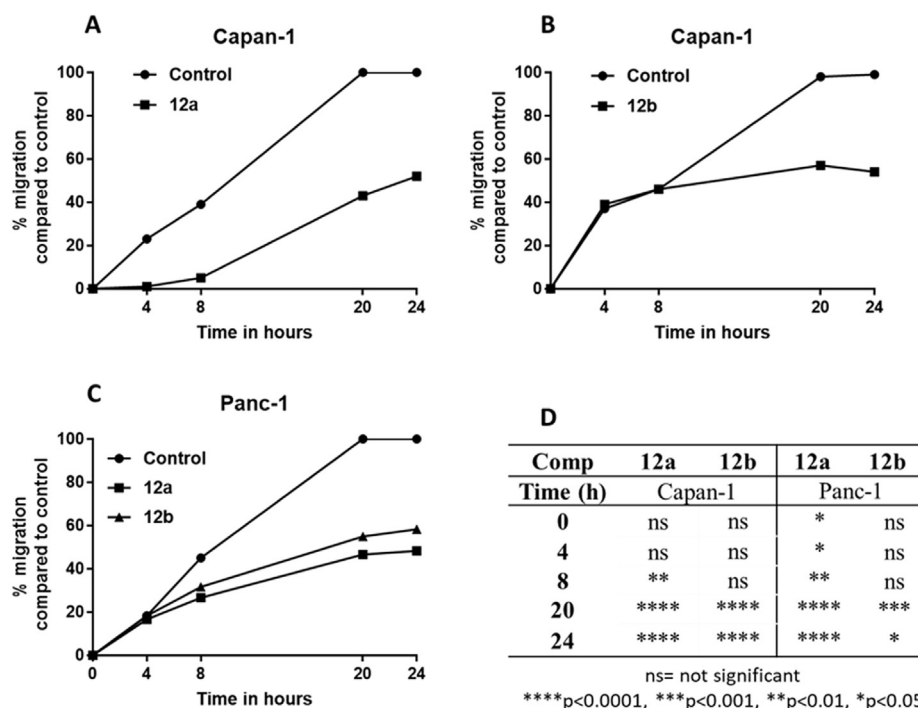 A
Capan-1
Control
12a
% migration
compared to control
100
80
60
40
20
0
0
4
8
20
24
Time in hours
B
Capan-1
Control
12b
% migration
compared to control
100
80
60
40
20
0
4
8
20
24
Time in hours
C
Panc-1
Control
12a
12b
% migration
compared to control
100
80
60
40
20
0
0
4
8
20
24
Time in hours
D
Comp 12a 12b 12a 12b
Time (h) Capan-1 Panc-1
0 ns ns * ns
4 ns ns * ns
8 ** ns ** ns
20 **** **** **** ***
24 **** **** **** *
ns= not significant
****p<0.0001, ***p<0.001, **p<0.01, *p<0.05